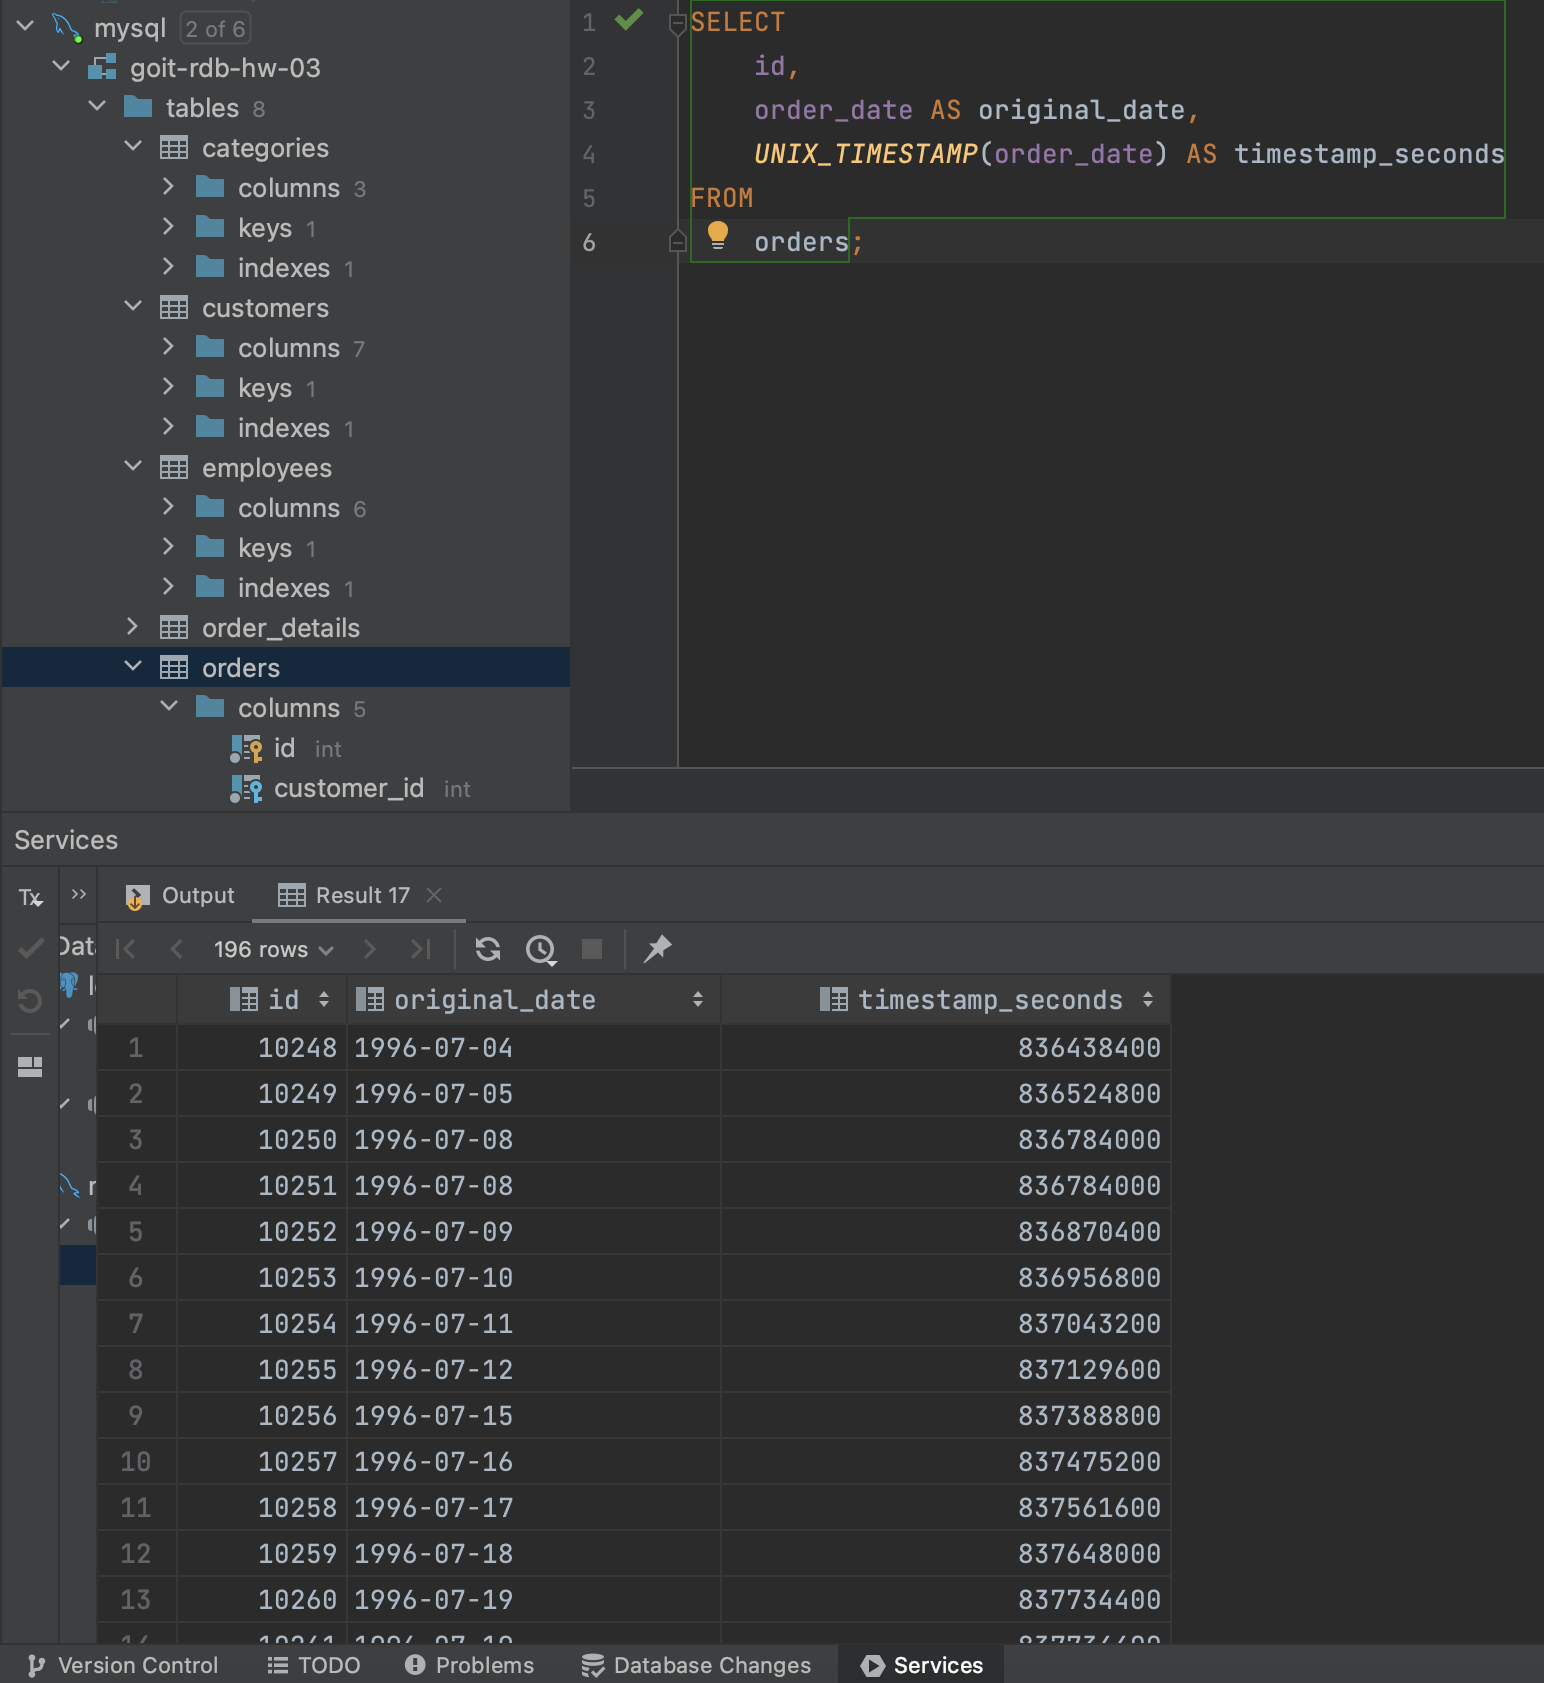 mysql 2 of 6
goit-rdb-hw-03
tables 8
categories
columns 3
keys 1
indexes 1
customers
columns 7
keys 1
indexes 1
employees
columns 6
keys 1
indexes 1
order_details
orders
columns 5
id int
customer_id int
1 SELECT
2 id,
3 order_date AS original_date,
4 UNIX_TIMESTAMP(order_date) AS timestamp_seconds
5 FROM
6 orders;
Services
Tx
Output Result 17
196 rows
id original_date timestamp_seconds
1 10248 1996-07-04 836438400
2 10249 1996-07-05 836524800
3 10250 1996-07-08 836784000
4 10251 1996-07-08 836784000
5 10252 1996-07-09 836870400
6 10253 1996-07-10 836956800
7 10254 1996-07-11 837043200
8 10255 1996-07-12 837129600
9 10256 1996-07-15 837388800
10 10257 1996-07-16 837475200
11 10258 1996-07-17 837561600
12 10259 1996-07-18 837648000
13 10260 1996-07-19 837734400
14 10261 1996-07-19 837734400
Version Control TODO Problems Database Changes Services